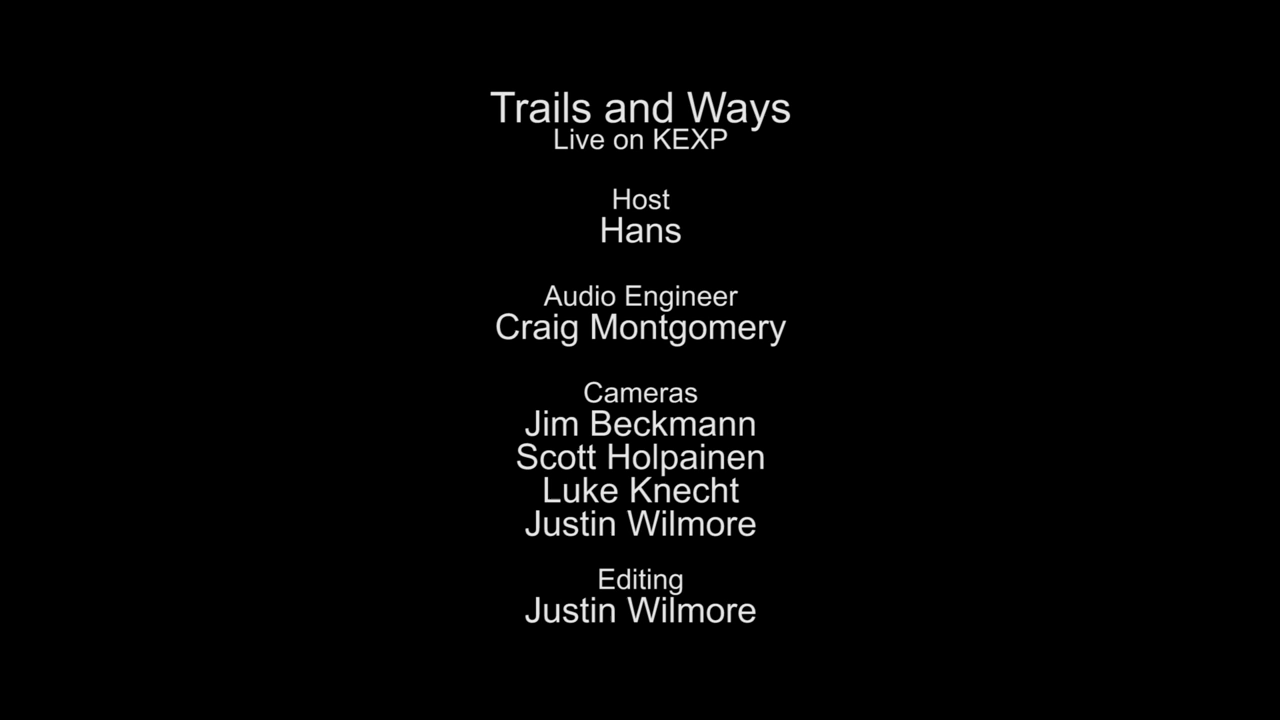 Trails and Ways
Live on KEXP
Host
Hans
Audio Engineer
Craig Montgomery
Cameras
Jim Beckmann
Scott Holpainen
Luke Knecht
Justin Wilmore
Editing
Justin Wilmore